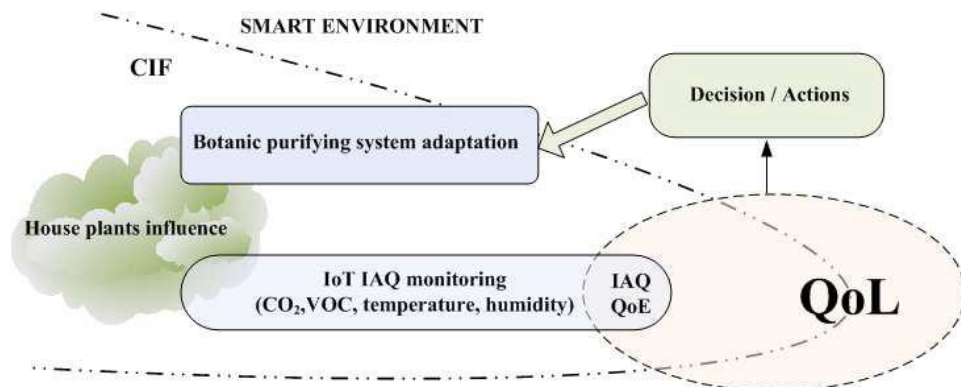 SMART ENVIRONMENT
CIF
Decision / Actions
Botanic purifying system adaptation
House plants influence
IoT IAQ monitoring
(CO₂,VOC, temperature, humidity)
IAQ
QoE
QoL